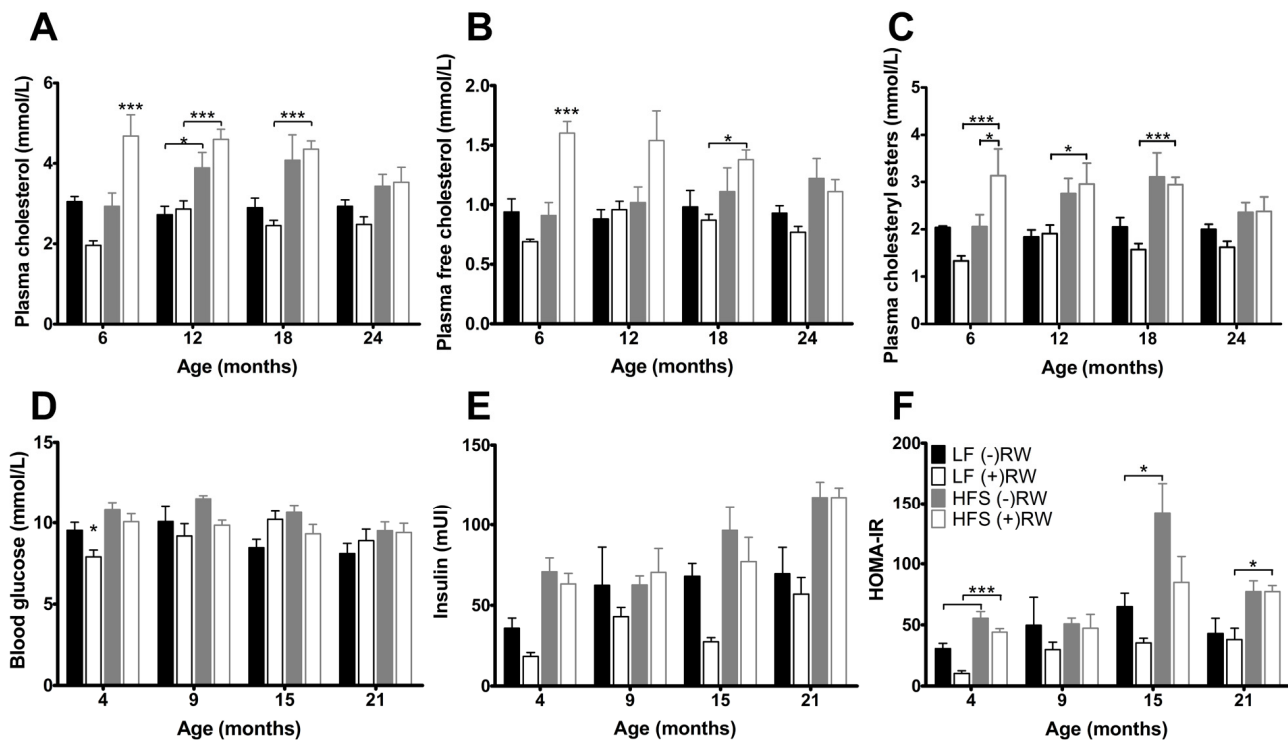 A
Plasma cholesterol (mmol/L)
6
4
2
0
***
*
***
***
6 12 18 24
Age (months)
B
Plasma free cholesterol (mmol/L)
2.0
1.5
1.0
0.5
0.0
***
*
6 12 18 24
Age (months)
C
Plasma cholesteryl esters (mmol/L)
5
4
3
2
1
0
***
*
*
***
6 12 18 24
Age (months)
D
Blood glucose (mmol/L)
15
10
5
0
*
4 9 15 21
Age (months)
E
Insulin (mUI)
150
100
50
0
4 9 15 21
Age (months)
F
HOMA-IR
200
150
100
50
0
LF (-)RW
LF (+)RW
HFS (-)RW
HFS (+)RW
***
*
*
4 9 15 21
Age (months)